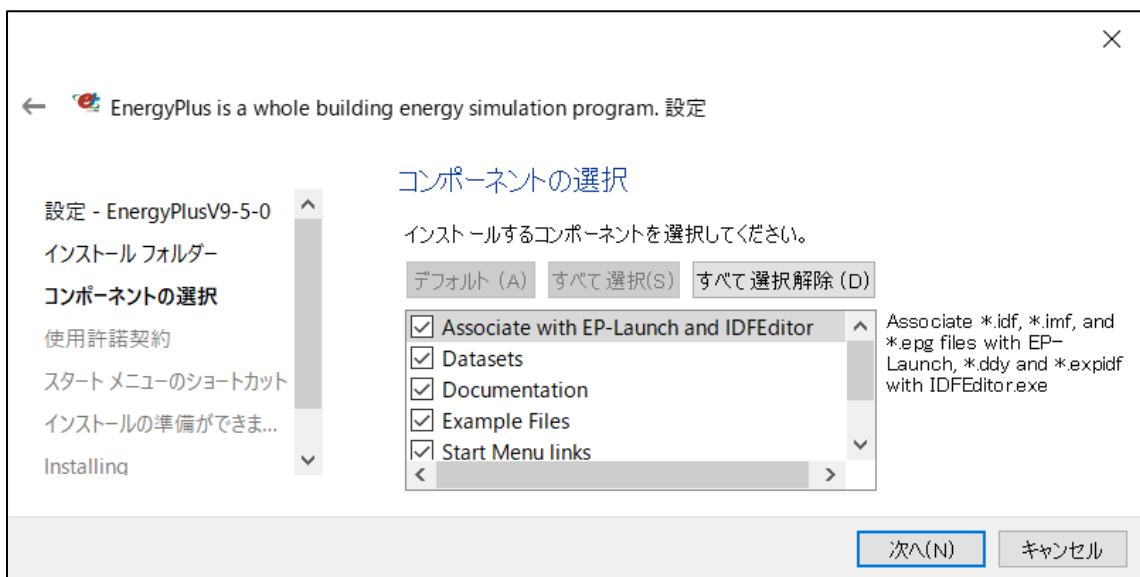 EnergyPlus is a whole building energy simulation program. 設定
設定 - EnergyPlusV9-5-0
インストール フォルダー
コンポーネントの選択
使用許諾契約
スタート メニューのショートカット
インストールの準備ができま...
Installing
コンポーネントの選択
インストールするコンポーネントを選択してください。
デフォルト (A) すべて選択(S) すべて選択解除 (D)
Associate with EP-Launch and IDFEditor
Datasets
Documentation
Example Files
Start Menu links
Associate *.idf, *.imf, and
*.epg files with EP-
Launch, *.ddy and *.expidf
with IDFEditor.exe
次へ(N) キャンセル